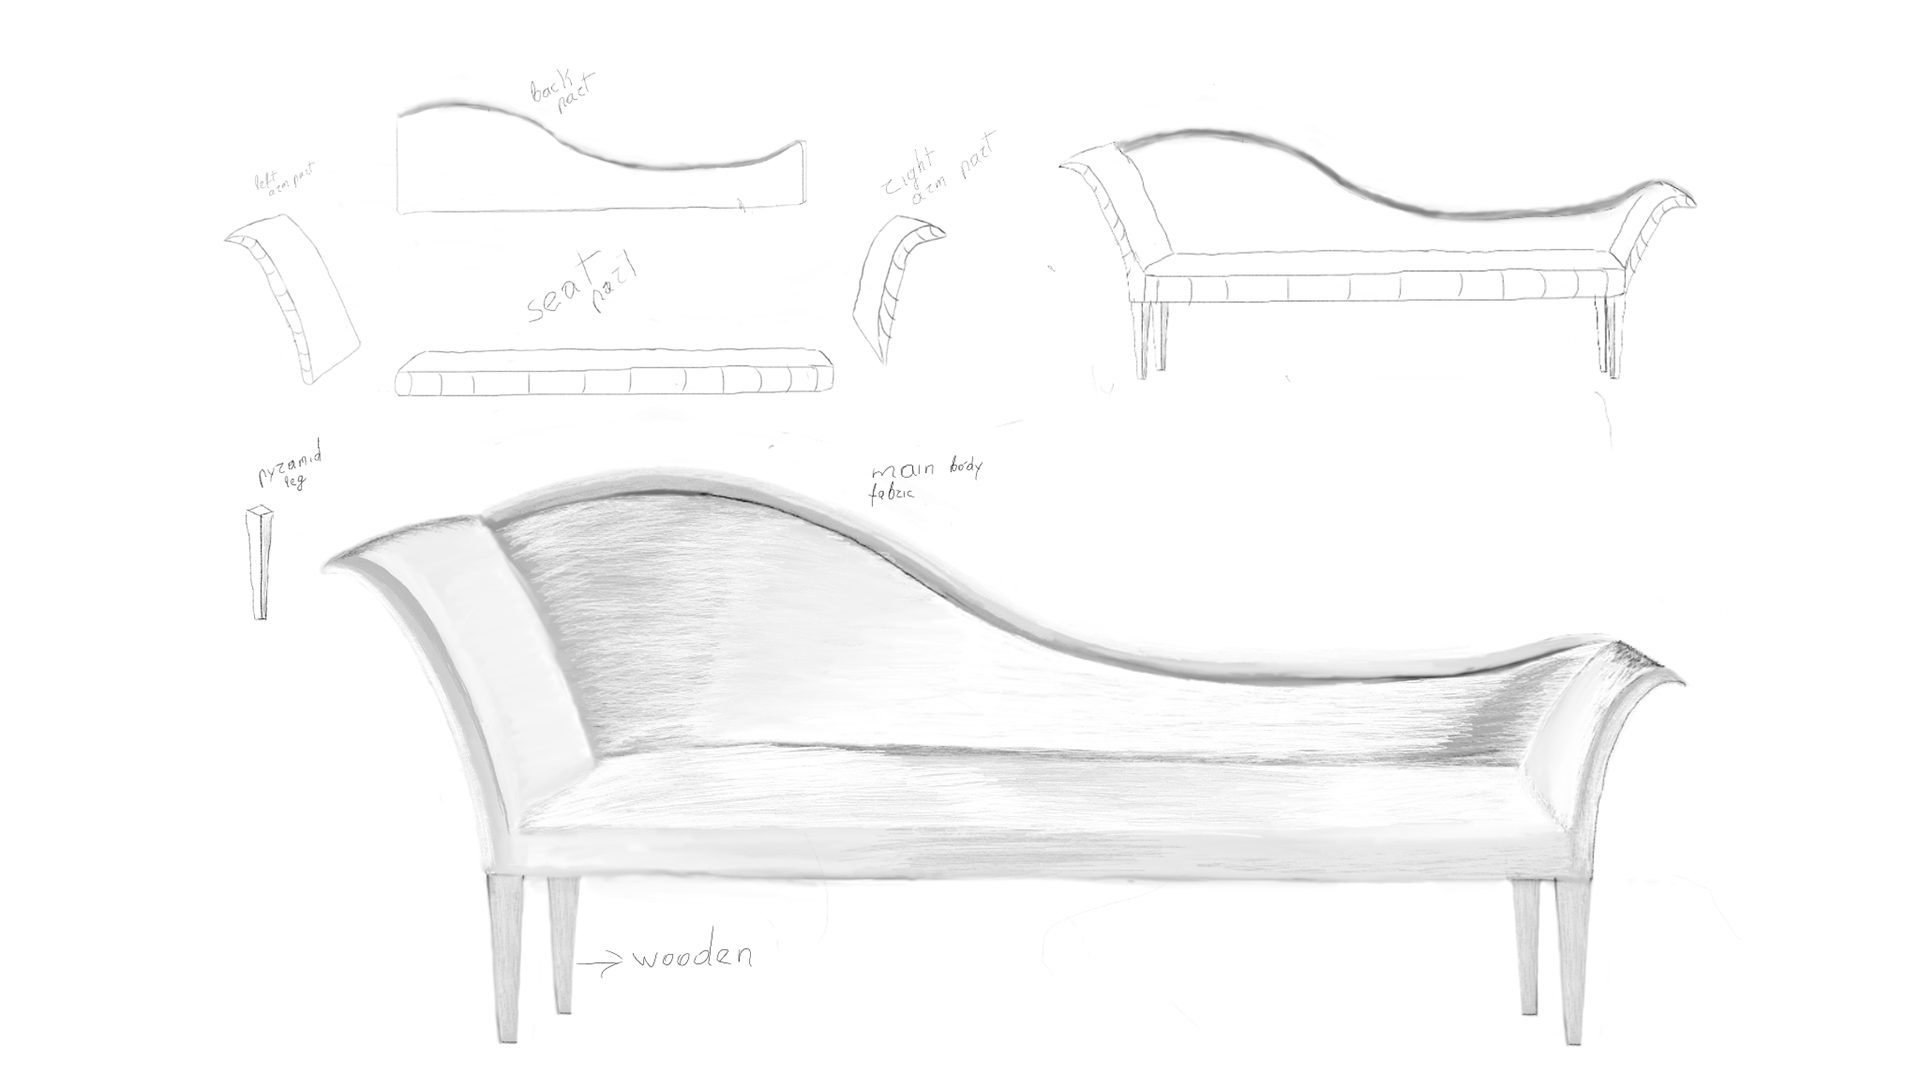 back
part
left
arm part
right
arm part
seat
part
pyramid
leg
main body
fabric
wooden